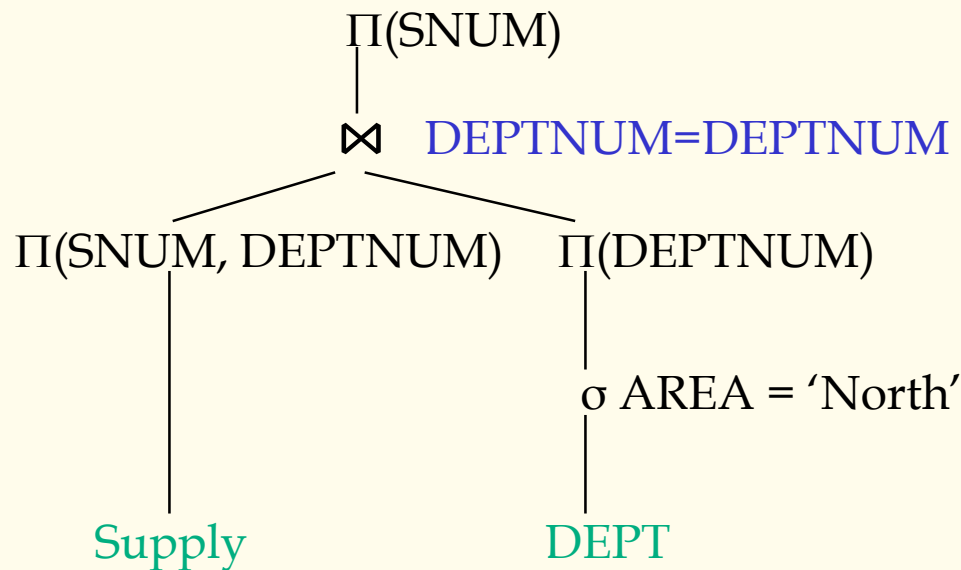 Π(SNUM)
⋈ DEPTNUM=DEPTNUM
Π(SNUM, DEPTNUM) Π(DEPTNUM)
σ AREA = ‘North’
Supply DEPT